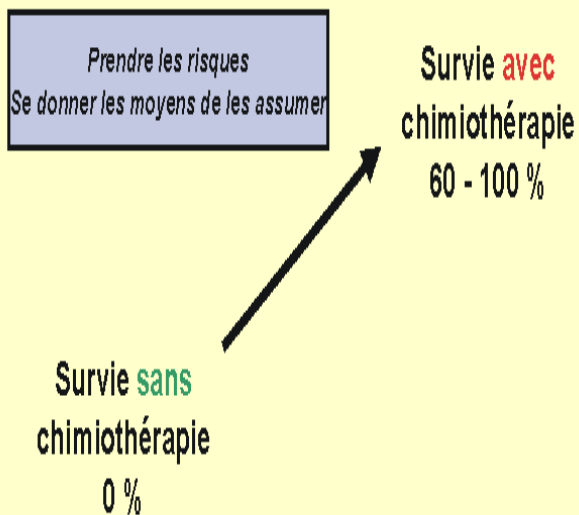 Prendre les risques
Se donner les moyens de les assumer
Survie avec
chimiothérapie
60 - 100 %
Survie sans
chimiothérapie
0 %